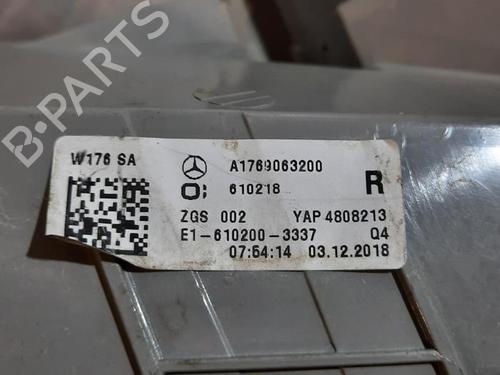 B-PARTS
W176 SA
A1769063200
610218
R
ZGS 002 YAP 4808213
E1-610200-3337 Q4
07:54:14 03.12.2018